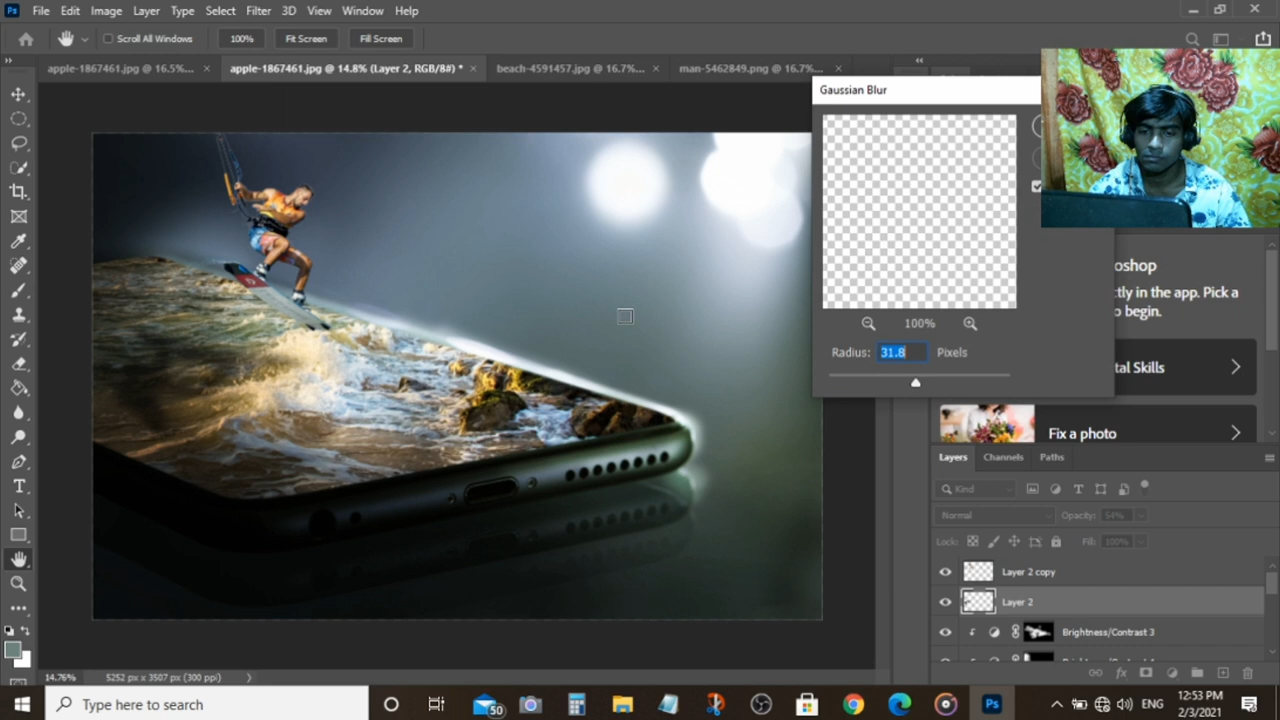 Ps File Edit Image Layer Type Select Filter 3D View Window Help
Scroll All Windows 100% Fit Screen Fill Screen
apple-1867461.jpg @ 16.5%... × apple-1867461.jpg @ 14.8% (Layer 2, RGB/8#) * × beach-4591457.jpg @ 16.7%... × man-5462849.png @ 16.7%... ×
Gaussian Blur
100%
Radius: 31.8 Pixels
oshop
tly in the app. Pick a
o begin.
tal Skills
Fix a photo
Layers Channels Paths
Kind
Normal Opacity: 54%
Lock: Fill: 100%
Layer 2 copy
Layer 2
Brightness/Contrast 3
14.76% 5252 px x 3507 px (300 ppi)
Type here to search
50
Ps
ENG
12:53 PM
2/3/2021